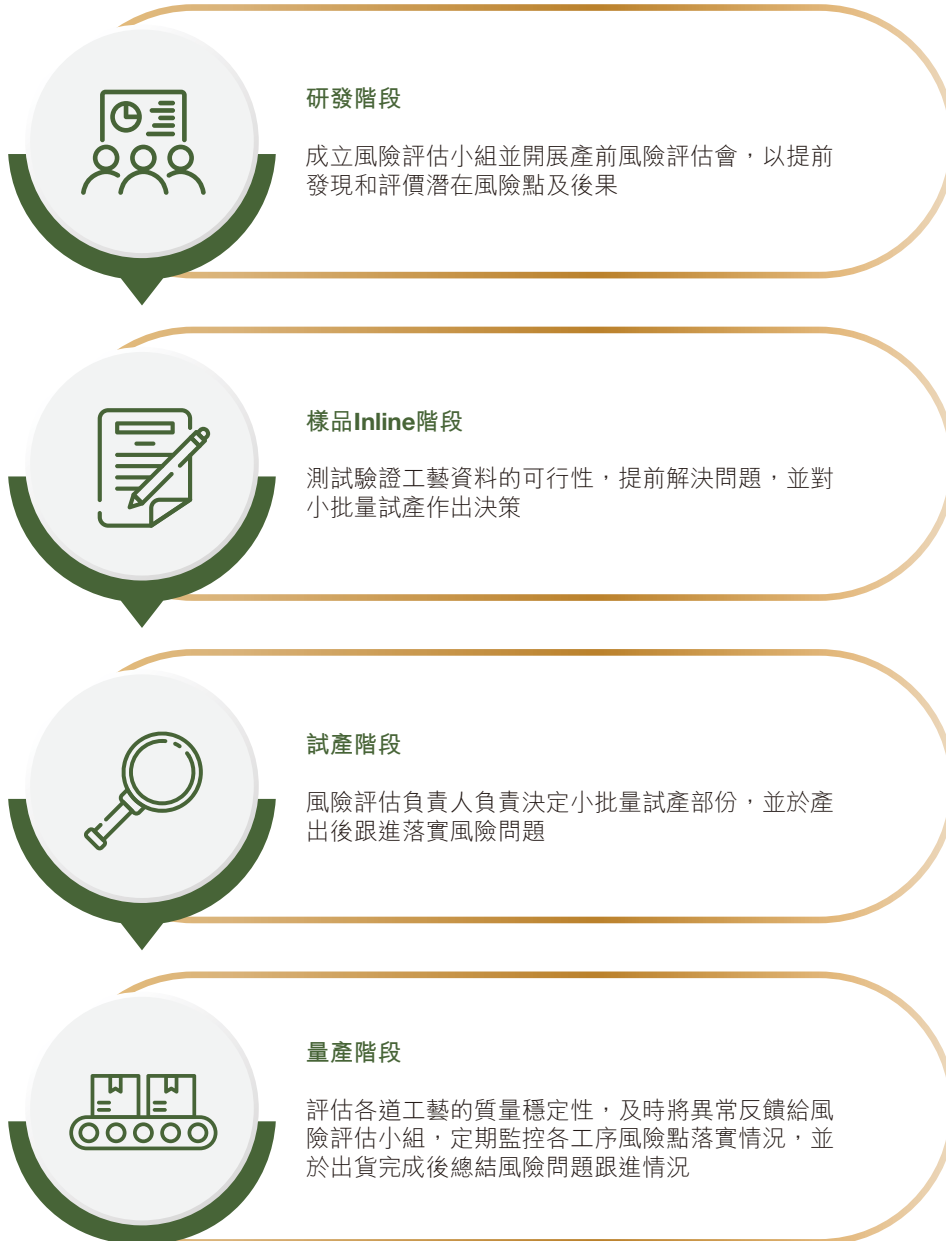 研發階段
成立風險評估小組並開展產前風險評估會，以提前
發現和評價潛在風險點及後果
樣品Inline階段
測試驗證工藝資料的可行性，提前解決問題，並對
小批量試產作出決策
試產階段
風險評估負責人負責決定小批量試產部份，並於產
出後跟進落實風險問題
量產階段
評估各道工藝的質量穩定性，及時將異常反饋給風
險評估小組，定期監控各工序風險點落實情況，並
於出貨完成後總結風險問題跟進情況